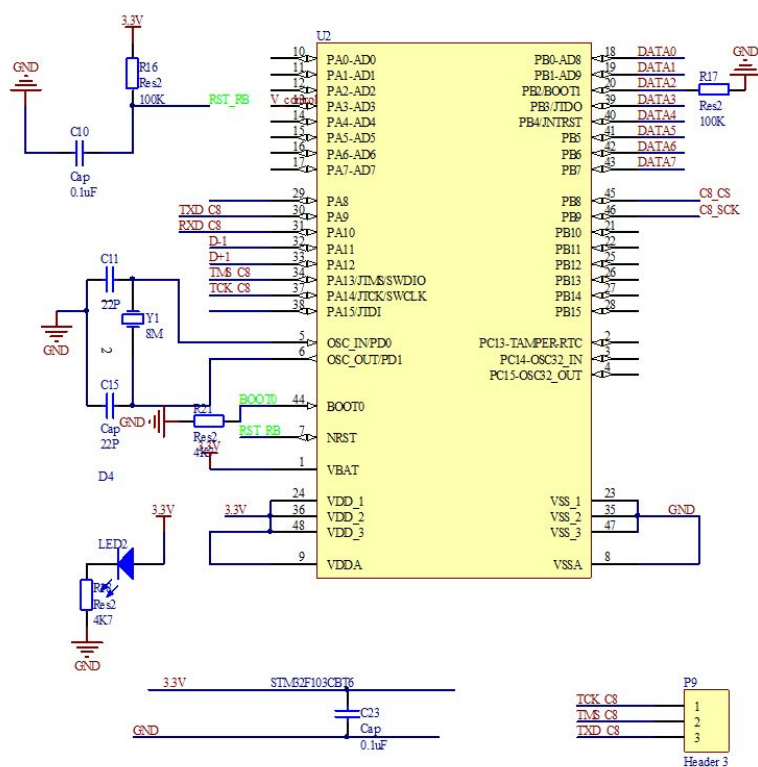 3.3V
U2
GND
R16
Res2
100K
RST_RB
V_control
C10
Cap
0.1uF
10 PA0-AD0 PB0-AD8 18 DATA0
11 PA1-AD1 PB1-AD9 19 DATA1
12 PA2-AD2 PB2/BOOT1 20 DATA2
PA3-AD3 PB3/JTDO 39 DATA3
14 PA4-AD4 PB4/JNTRST 40 DATA4
15 PA5-AD5 PB5 41 DATA5
16 PA6-AD6 PB6 42 DATA6
17 PA7-AD7 PB7 43 DATA7
R17
Res2
100K
GND
29 PA8 PB8 45 C8_CS
TXD_C8 30 PA9 PB9 46 C8_SCK
RXD_C8 31 PA10 PB10 21
D-1 32 PA11 PB11 22
D+1 33 PA12 PB12 25
TMS_C8 34 PA13/JTMS/SWDIO PB13 26
TCK_C8 37 PA14/JTCK/SWCLK PB14 27
38 PA15/JTDI PB15 28
C11
22P
Y1
8M
GND
2
5 OSC_IN/PD0 PC13-TAMPER-RTC 2
6 OSC_OUT/PD1 PC14-OSC32_IN 3
PC15-OSC32_OUT 4
C15
Cap
22P
GND
R21
Res2
BOOT0 44 BOOT0
RST_RB 7 NRST
3.3V
1 VBAT
D4
24 VDD_1 VSS_1 23
3.3V 36 VDD_2 VSS_2 35 GND
48 VDD_3 VSS_3 47
9 VDDA VSSA 8
3.3V
LED2
Res2
4K7
GND
3.3V STM32F103CBT6
C23
Cap
0.1uF
GND
P9
TCK_C8 1
TMS_C8 2
TXD_C8 3
Header 3